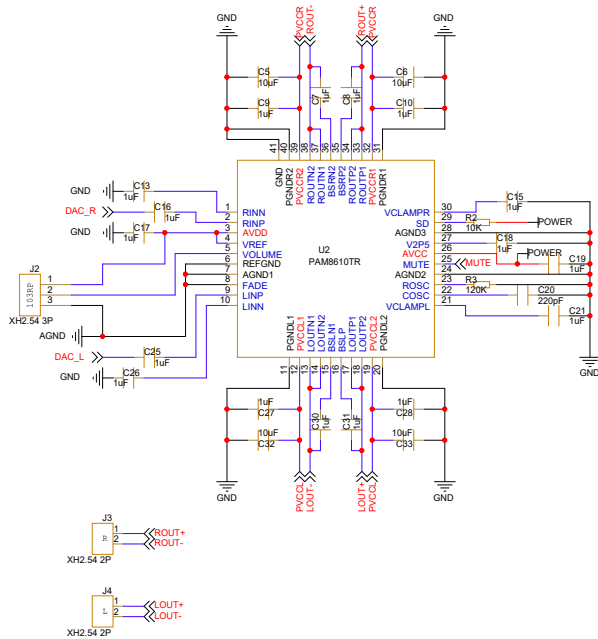 GND
PVCCR
ROUT-
ROUT+
PVCCR
GND
C5
10uF
C6
10uF
C9
1uF
C7
1uF
C8
1uF
C10
1uF
41
40
39
38
37
36
35
34
33
32
31
GND
PGNDR2
PVCCR2
ROUTN2
ROUTN1
BSRN2
BSRP2
ROUTP2
ROUTP1
PVCCR1
PGNDR1
GND
C13
1uF
DAC_R
C16
1uF
GND
C17
1uF
1 RINN
2 RINP
3 AVDD
4 VREF
5 VOLUME
6 REFGND
7 AGND1
8 FADE
9 LINP
10 LINN
U2
PAM8610TR
VCLAMPR 30
SD 29
AGND3 28
V2P5 27
AVCC 26
MUTE 25
AGND2 24
ROSC 23
COSC 22
VCLAMPL 21
C15
1uF
R2
10K
POWER
C18
1uF
POWER
MUTE
C19
1uF
R3
120K
C20
220pF
C21
1uF
GND
J2
103RP
1
2
3
XH2.54 3P
AGND
DAC_L
C25
1uF
GND
C26
1uF
PGNDL1
PVCCL1
LOUTN1
LOUTN2
BSLN1
BSLP
LOUTP1
LOUTP2
PVCCL2
PGNDL2
11
12
13
14
15
16
17
18
19
20
1uF
C27
10uF
C32
C30
1uF
C31
1uF
1uF
C28
10uF
C33
GND
PVCCL
LOUT-
LOUT+
PVCCL
GND
J3
R
1
2
ROUT+
ROUT-
XH2.54 2P
J4
L
1
2
LOUT+
LOUT-
XH2.54 2P